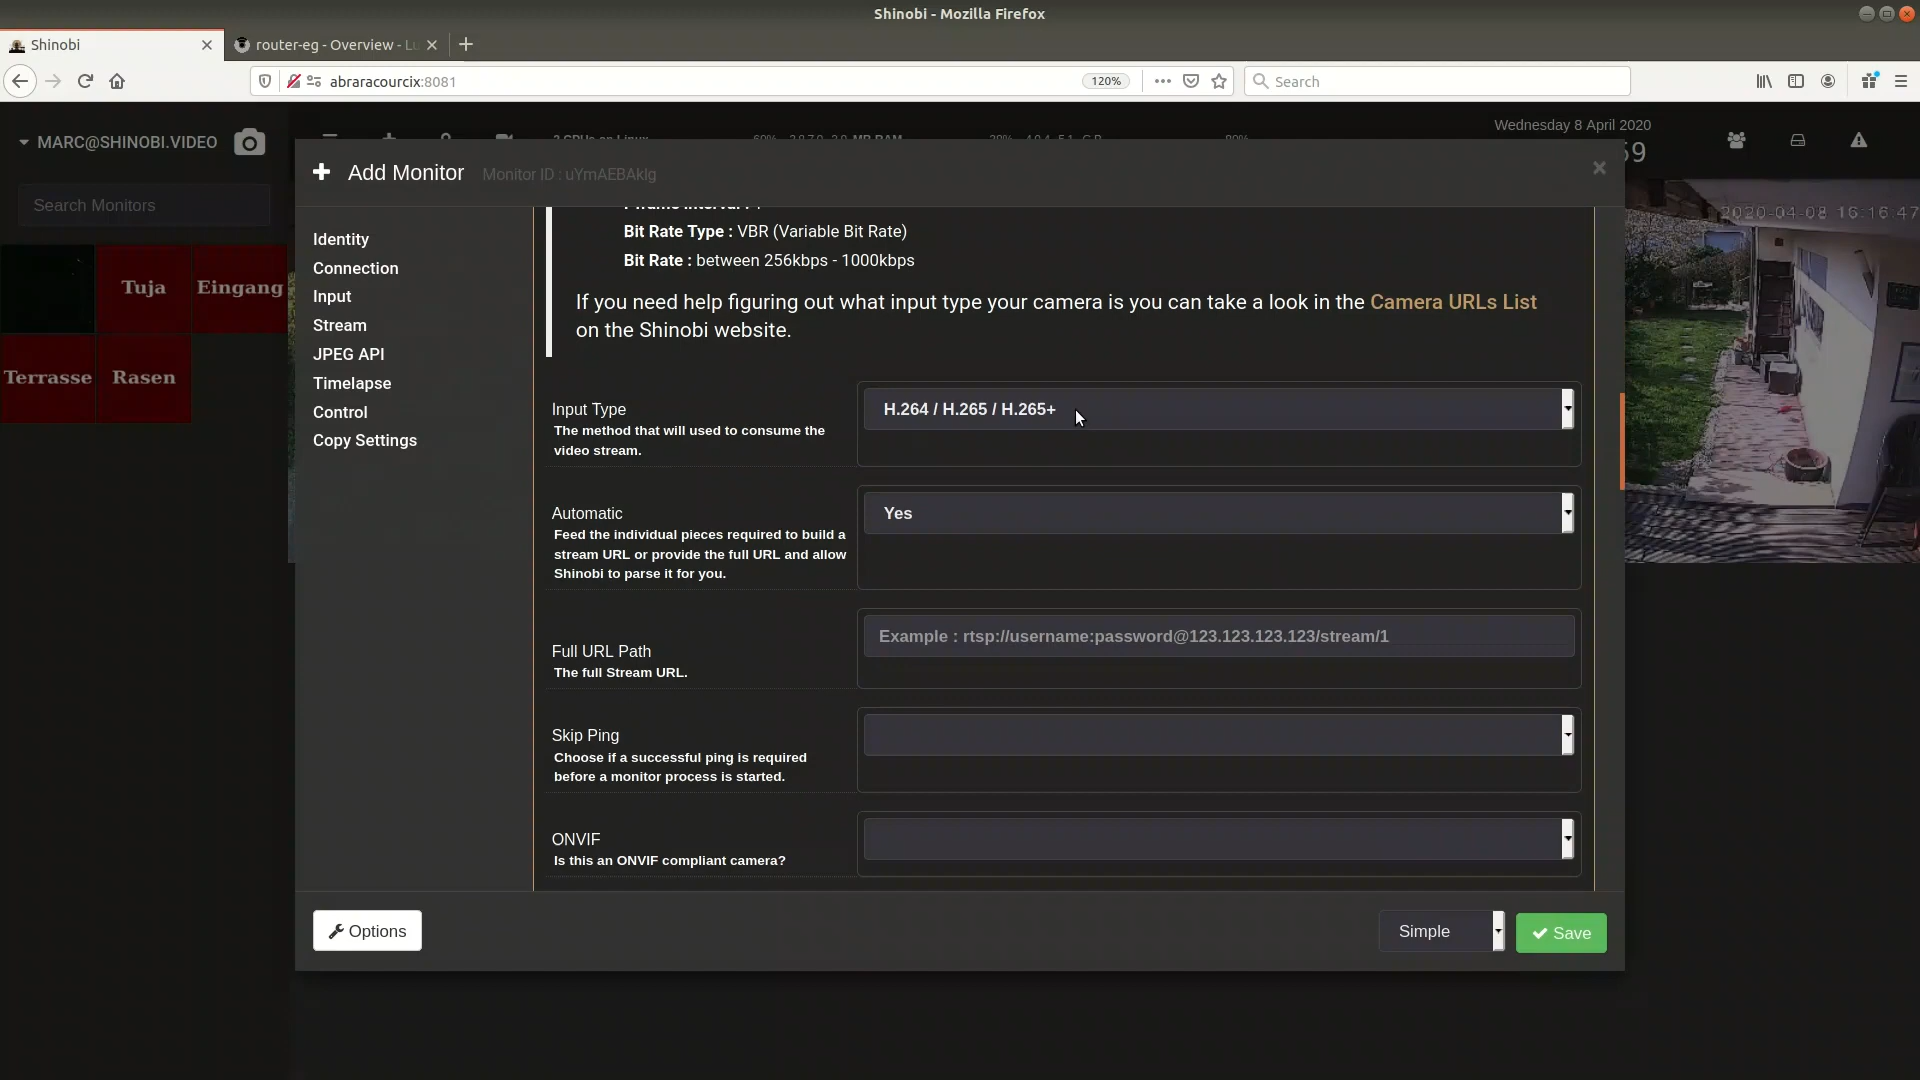 Shinobi - Mozilla Firefox
Shinobi
router-eg - Overview - Lu
abraracourcix:8081
120%
Search
MARC@SHINOBI.VIDEO
Wednesday 8 April 2020
59
Add Monitor
Monitor ID : uYmAEBAklg
Search Monitors
2020-04-08 16:16:47
Identity
Connection
Input
Stream
JPEG API
Timelapse
Control
Copy Settings
Tuja
Eingang
Terrasse
Rasen
Bit Rate Type : VBR (Variable Bit Rate)
Bit Rate : between 256kbps - 1000kbps
If you need help figuring out what input type your camera is you can take a look in the Camera URLs List
on the Shinobi website.
Input Type
The method that will used to consume the
video stream.
H.264 / H.265 / H.265+
Automatic
Feed the individual pieces required to build a
stream URL or provide the full URL and allow
Shinobi to parse it for you.
Yes
Full URL Path
The full Stream URL.
Example : rtsp://username:password@123.123.123.123/stream/1
Skip Ping
Choose if a successful ping is required
before a monitor process is started.
ONVIF
Is this an ONVIF compliant camera?
Options
Simple
Save